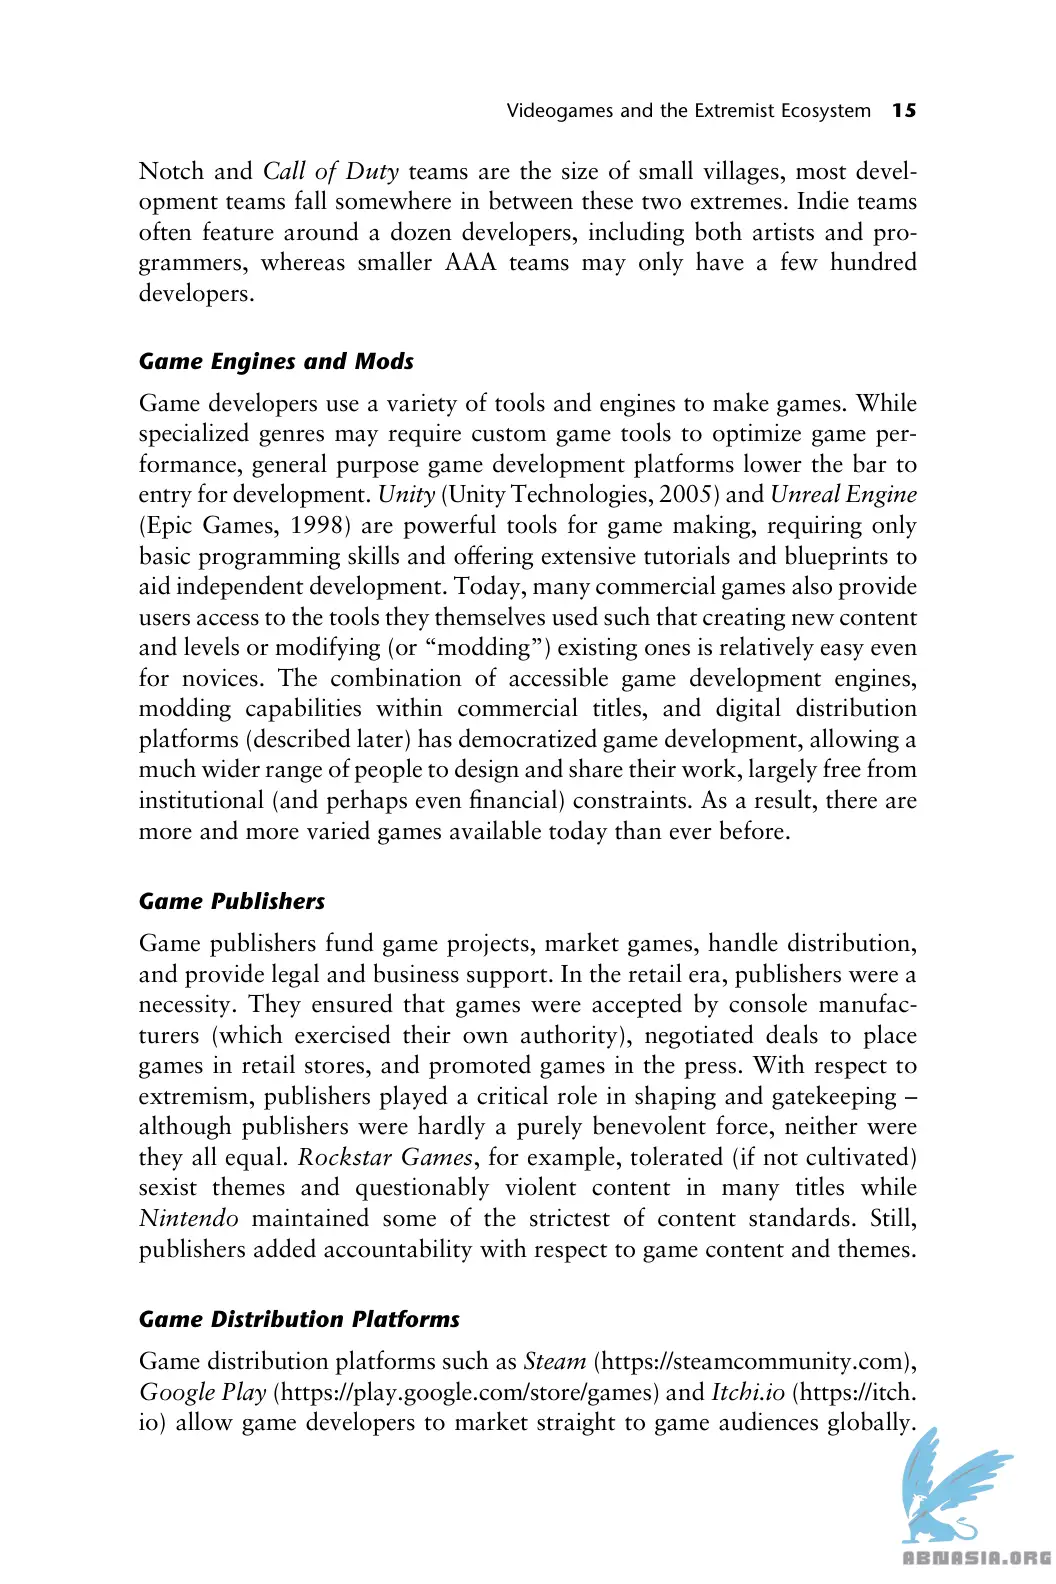 Videogames and the Extremist Ecosystem 15
Notch and Call of Duty teams are the size of small villages, most devel-
opment teams fall somewhere in between these two extremes. Indie teams
often feature around a dozen developers, including both artists and pro-
grammers, whereas smaller AAA teams may only have a few hundred
developers.
Game Engines and Mods
Game developers use a variety of tools and engines to make games. While
specialized genres may require custom game tools to optimize game per-
formance, general purpose game development platforms lower the bar to
entry for development. Unity (Unity Technologies, 2005) and Unreal Engine
(Epic Games, 1998) are powerful tools for game making, requiring only
basic programming skills and offering extensive tutorials and blueprints to
aid independent development. Today, many commercial games also provide
users access to the tools they themselves used such that creating new content
and levels or modifying (or “modding”) existing ones is relatively easy even
for novices. The combination of accessible game development engines,
modding capabilities within commercial titles, and digital distribution
platforms (described later) has democratized game development, allowing a
much wider range of people to design and share their work, largely free from
institutional (and perhaps even financial) constraints. As a result, there are
more and more varied games available today than ever before.
Game Publishers
Game publishers fund game projects, market games, handle distribution,
and provide legal and business support. In the retail era, publishers were a
necessity. They ensured that games were accepted by console manufac-
turers (which exercised their own authority), negotiated deals to place
games in retail stores, and promoted games in the press. With respect to
extremism, publishers played a critical role in shaping and gatekeeping –
although publishers were hardly a purely benevolent force, neither were
they all equal. Rockstar Games, for example, tolerated (if not cultivated)
sexist themes and questionably violent content in many titles while
Nintendo maintained some of the strictest of content standards. Still,
publishers added accountability with respect to game content and themes.
Game Distribution Platforms
Game distribution platforms such as Steam (https://steamcommunity.com),
Google Play (https://play.google.com/store/games) and Itchi.io (https://itch.
io) allow game developers to market straight to game audiences globally.
ABNASIA.ORG